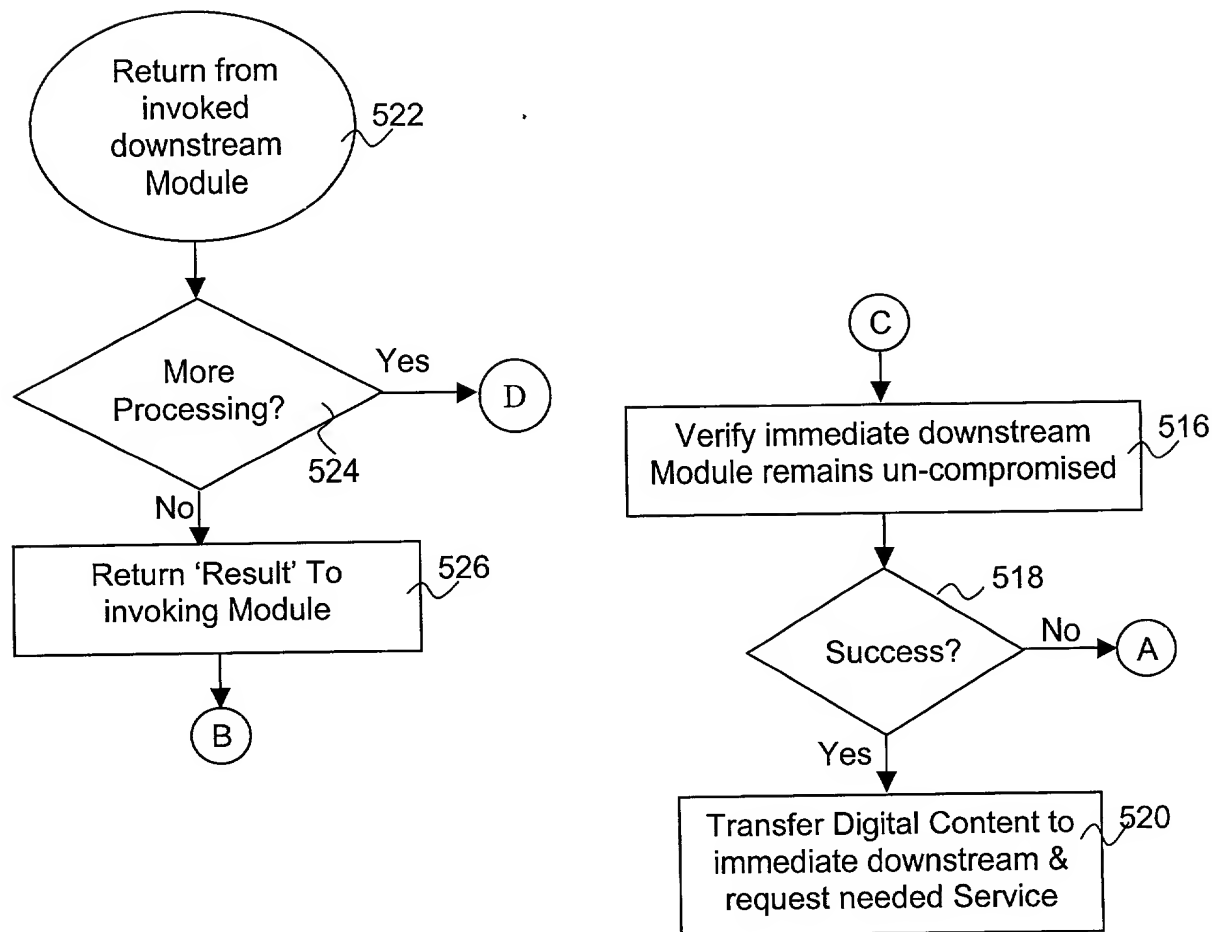 Return from
invoked
downstream
Module
522
More
Processing?
524
Yes
D
No
Return ‘Result’ To
invoking Module
526
B
C
Verify immediate downstream
Module remains un-compromised
516
Success?
518
No
A
Yes
Transfer Digital Content to
immediate downstream &
request needed Service
520